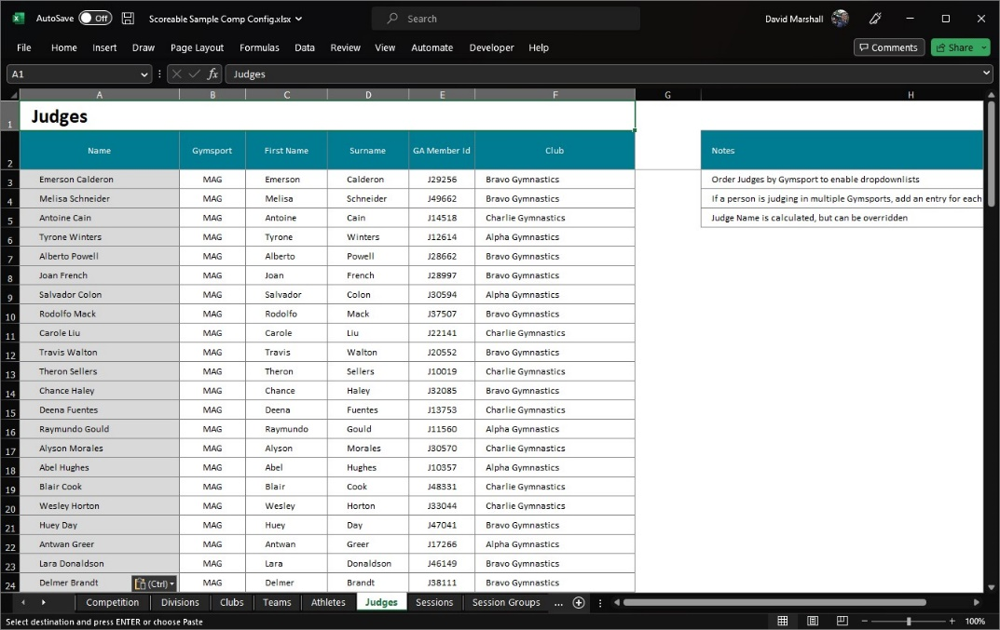 AutoSave Off Scoreable Sample Comp Config.xlsx Search David Marshall
File Home Insert Draw Page Layout Formulas Data Review View Automate Developer Help Comments Share
A1 fx Judges
A B C D E F G H
1 Judges
2 Name Gymsport First Name Surname GA Member Id Club Notes
3 Emerson Calderon MAG Emerson Calderon J29256 Bravo Gymnastics Order Judges by Gymsport to enable dropdownlists
4 Melisa Schneider MAG Melisa Schneider J49662 Bravo Gymnastics If a person is judging in multiple Gymsports, add an entry for each
5 Antoine Cain MAG Antoine Cain J14518 Charlie Gymnastics Judge Name is calculated, but can be overridden
6 Tyrone Winters MAG Tyrone Winters J12614 Alpha Gymnastics
7 Alberto Powell MAG Alberto Powell J28662 Bravo Gymnastics
8 Joan French MAG Joan French J28997 Bravo Gymnastics
9 Salvador Colon MAG Salvador Colon J30594 Alpha Gymnastics
10 Rodolfo Mack MAG Rodolfo Mack J37507 Bravo Gymnastics
11 Carole Liu MAG Carole Liu J22141 Charlie Gymnastics
12 Travis Walton MAG Travis Walton J20552 Bravo Gymnastics
13 Theron Sellers MAG Theron Sellers J10019 Charlie Gymnastics
14 Chance Haley MAG Chance Haley J32085 Bravo Gymnastics
15 Deena Fuentes MAG Deena Fuentes J13753 Charlie Gymnastics
16 Raymundo Gould MAG Raymundo Gould J11560 Alpha Gymnastics
17 Alyson Morales MAG Alyson Morales J30570 Charlie Gymnastics
18 Abel Hughes MAG Abel Hughes J10357 Alpha Gymnastics
19 Blair Cook MAG Blair Cook J48331 Charlie Gymnastics
20 Wesley Horton MAG Wesley Horton J33044 Charlie Gymnastics
21 Huey Day MAG Huey Day J47041 Bravo Gymnastics
22 Antwan Greer MAG Antwan Greer J17266 Alpha Gymnastics
23 Lara Donaldson MAG Lara Donaldson J46149 Bravo Gymnastics
24 Delmer Brandt (Ctrl) MAG Delmer Brandt J38111 Bravo Gymnastics
Competition Divisions Clubs Teams Athletes Judges Sessions Session Groups ...
Select destination and press ENTER or choose Paste 100%